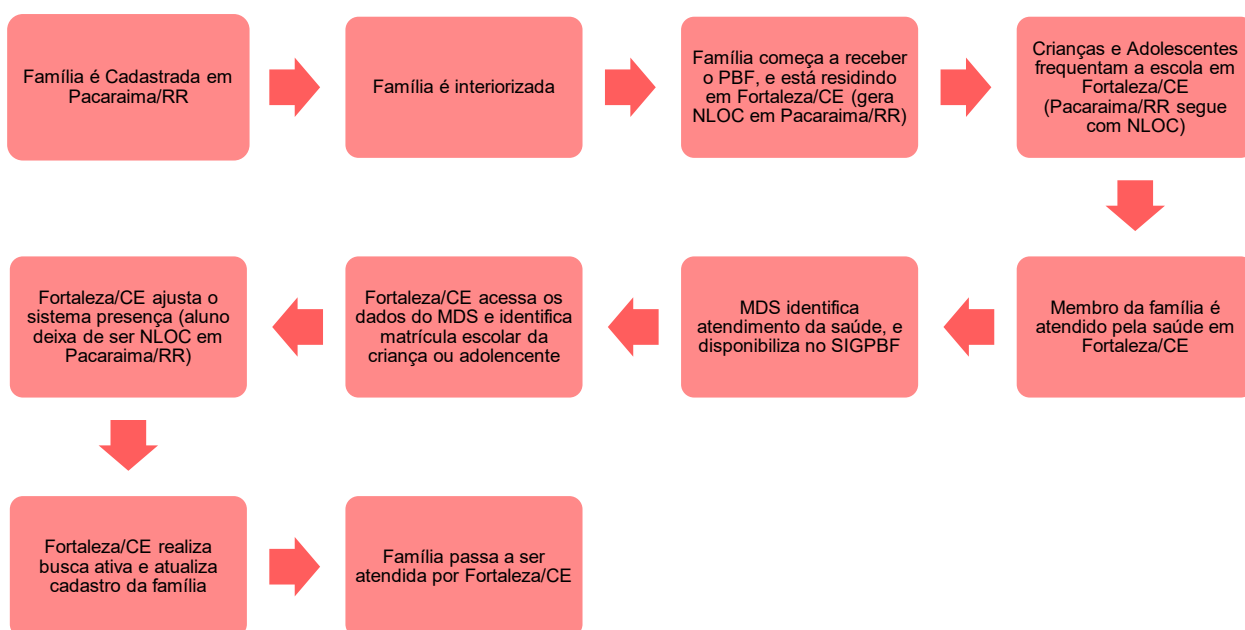 Família é Cadastrada em
Pacaraima/RR
Família é interiorizada
Família começa a receber
o PBF, e está residindo
em Fortaleza/CE (gera
NLOC em Pacaraima/RR)
Crianças e Adolescentes
frequentam a escola em
Fortaleza/CE
(Pacaraima/RR segue
com NLOC)
Membro da família é
atendido pela saúde em
Fortaleza/CE
MDS identifica
atendimento da saúde, e
disponibiliza no SIGPBF
Fortaleza/CE acessa os
dados do MDS e identifica
matrícula escolar da
criança ou adolencente
Fortaleza/CE ajusta o
sistema presença (aluno
deixa de ser NLOC em
Pacaraima/RR)
Fortaleza/CE realiza
busca ativa e atualiza
cadastro da família
Família passa a ser
atendida por Fortaleza/CE